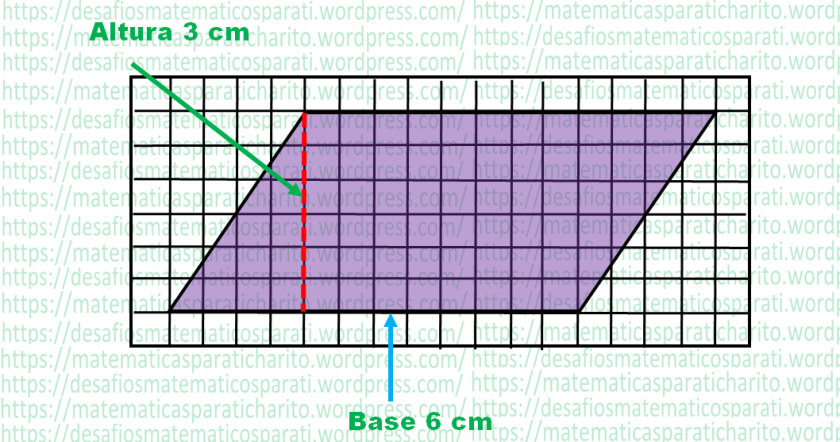 Altura 3 cm
Base 6 cm
https://desafiosmatematicosparati.wordpress.com/
https://matematicasparaticharito.wordpress.com/